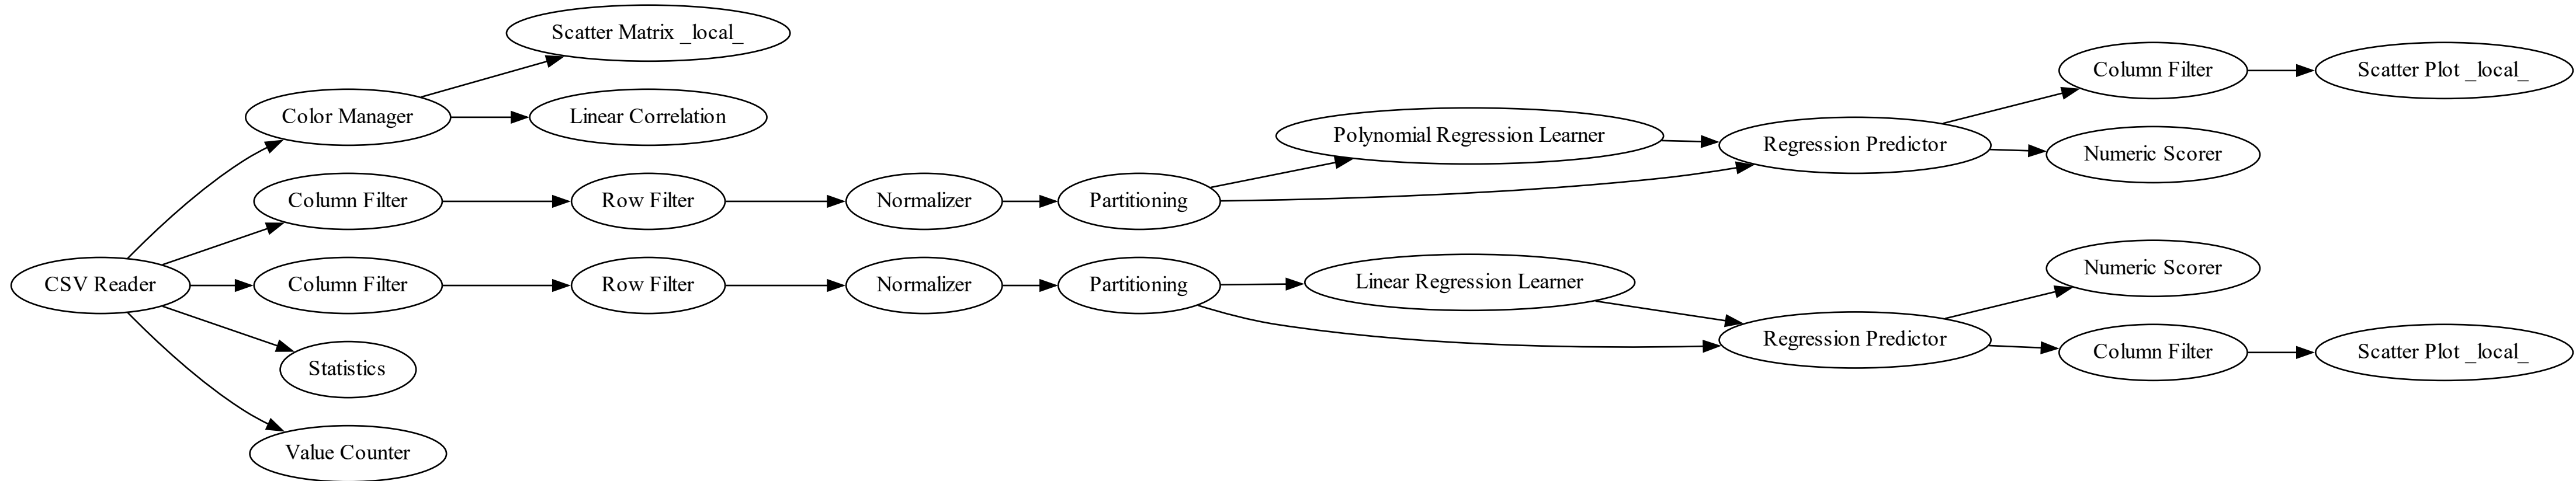 Scatter Matrix _local_
Color Manager
Linear Correlation
Column Filter
Scatter Plot _local_
Polynomial Regression Learner
Regression Predictor
Numeric Scorer
Column Filter
Row Filter
Normalizer
Partitioning
CSV Reader
Column Filter
Row Filter
Normalizer
Partitioning
Linear Regression Learner
Numeric Scorer
Regression Predictor
Column Filter
Scatter Plot _local_
Statistics
Value Counter